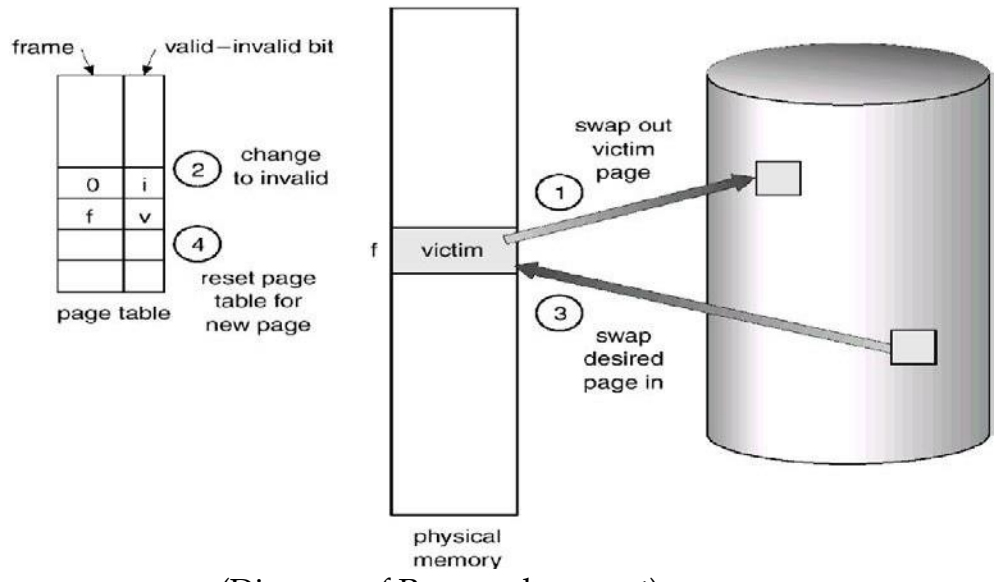 frame
valid–invalid bit
0 i
f v
page table
2
change
to invalid
4
reset page
table for
new page
f
victim
physical
memory
1
swap out
victim
page
3
swap
desired
page in